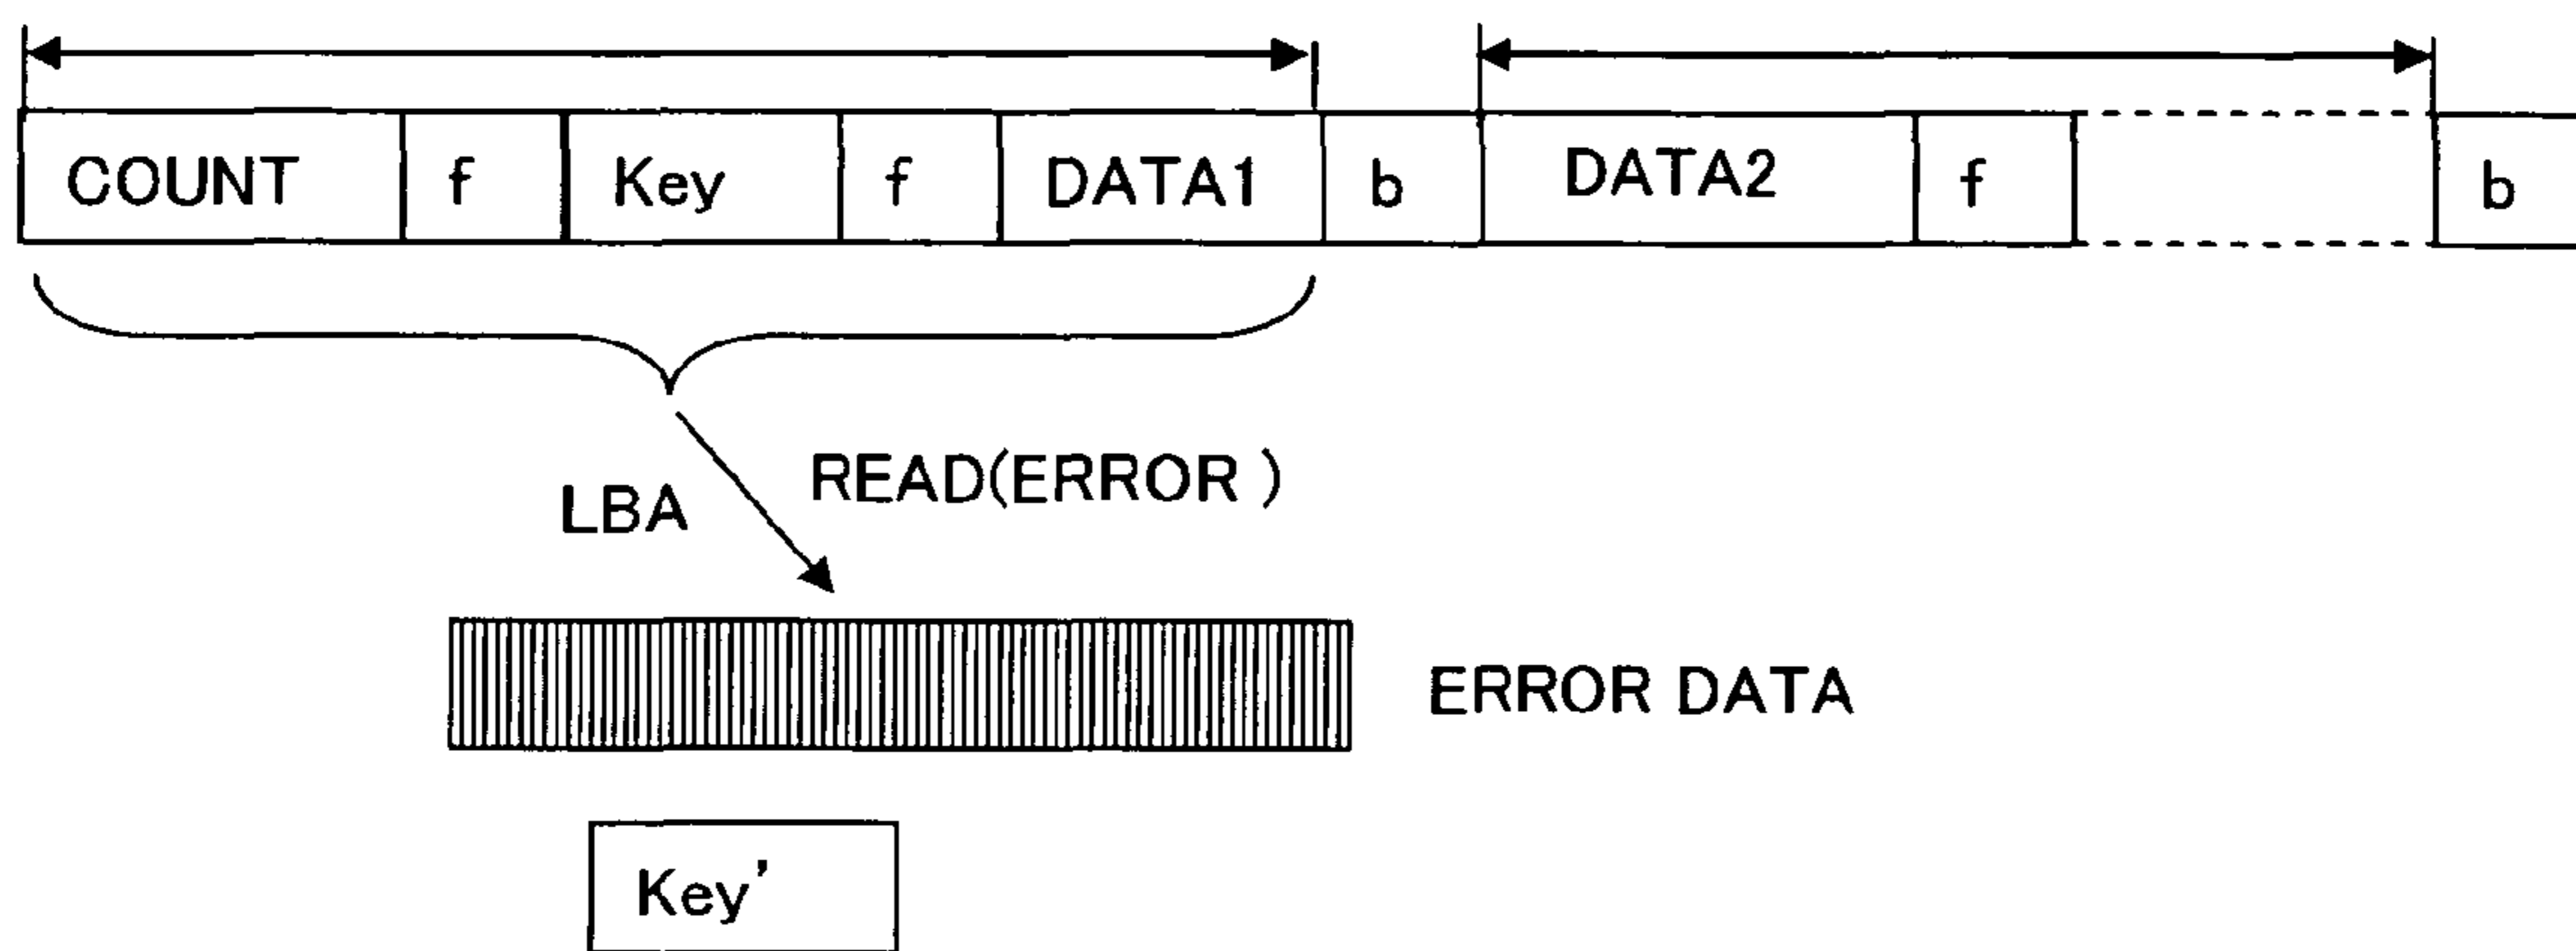 COUNT f Key f DATA1 b DATA2 f b
READ(ERROR )
LBA
ERROR DATA
Key'